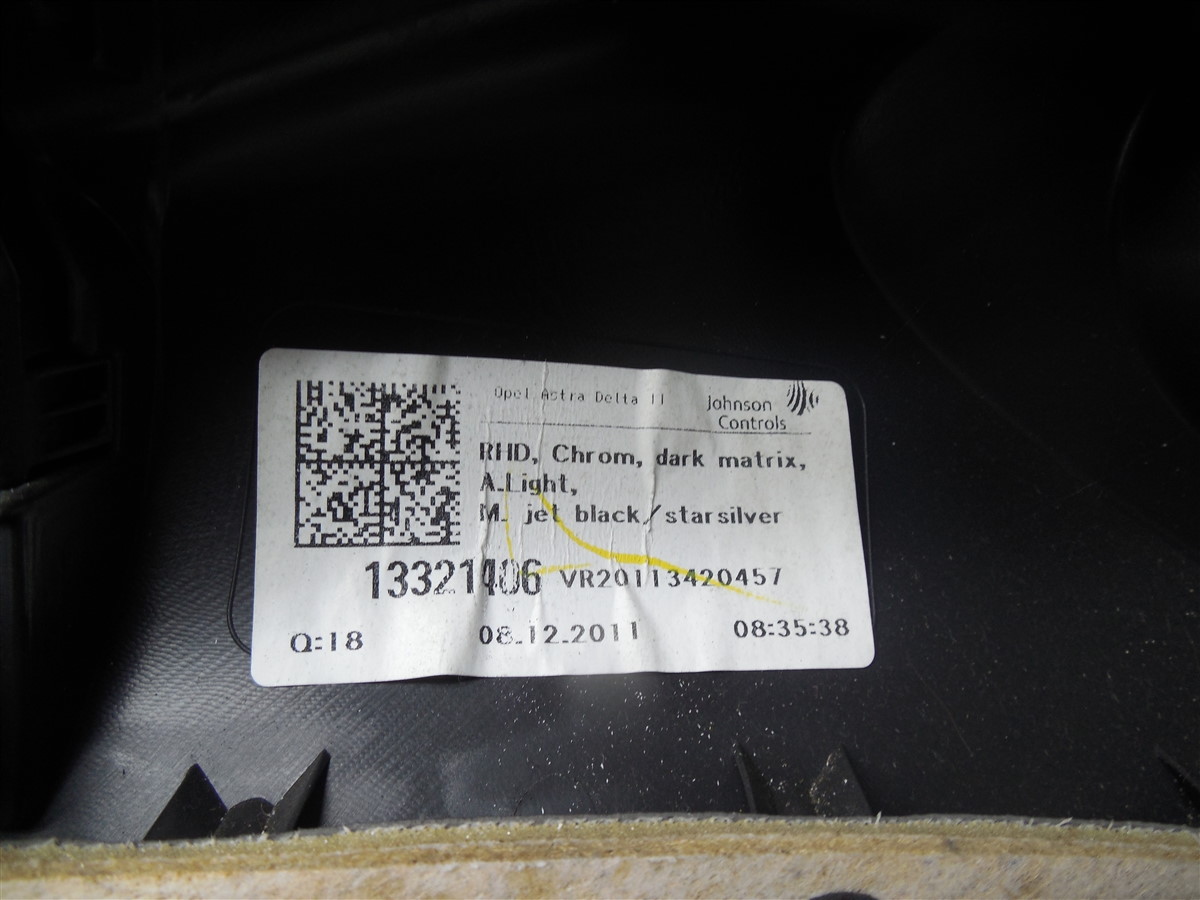 Opel Astra Delta II
Johnson
Controls
RHD, Chrom, dark matrix,
A.Light,
M. jet black/starsilver
13321406 VR20113420457
Q:18 08.12.2011 08:35:38